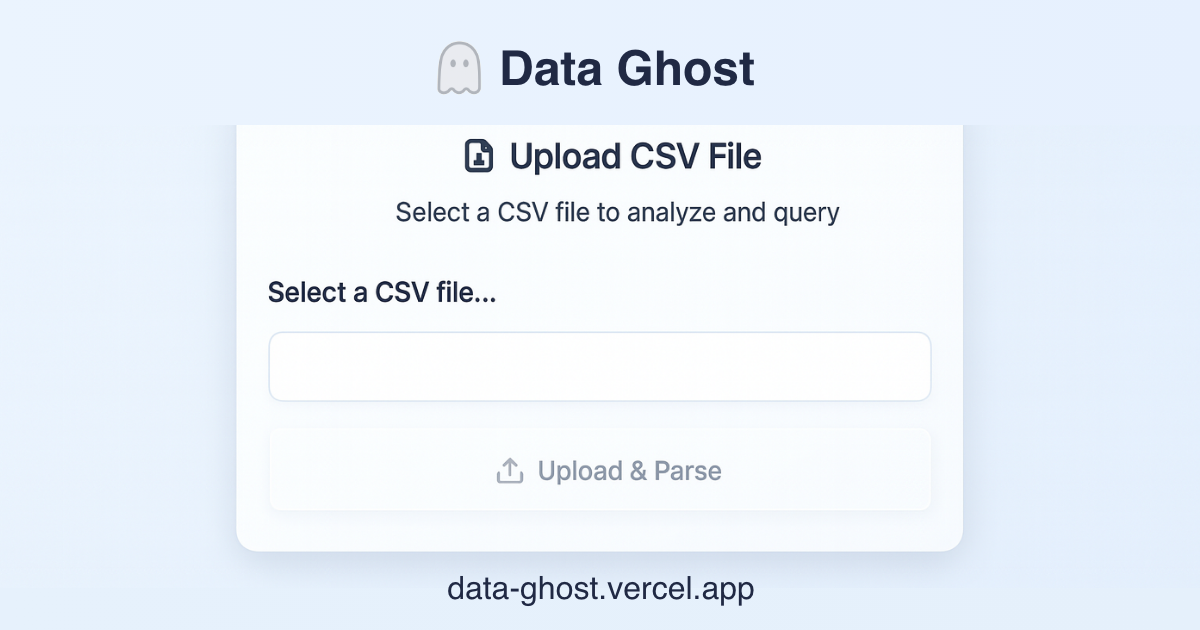 Data Ghost
Upload CSV File
Select a CSV file to analyze and query
Select a CSV file...
Upload & Parse
data-ghost.vercel.app